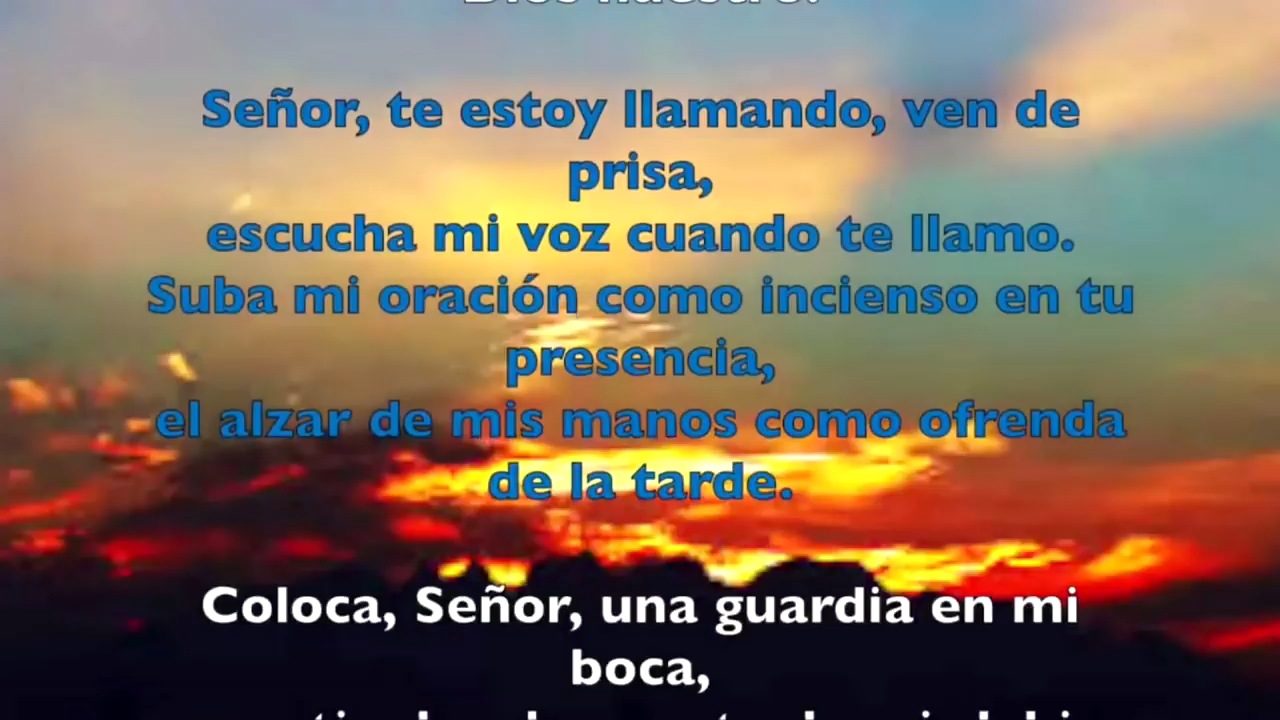 Dios nuestro.
Señor, te estoy llamando, ven de
prisa,
escucha mi voz cuando te llamo.
Suba mi oración como incienso en tu
presencia,
el alzar de mis manos como ofrenda
de la tarde.
Coloca, Señor, una guardia en mi
boca,